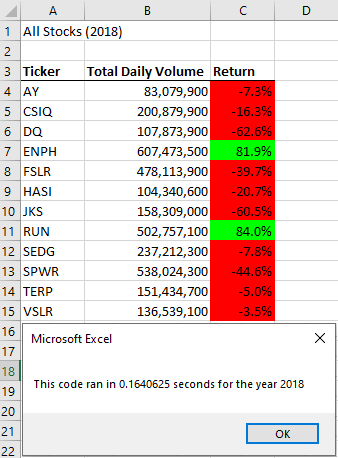 A B C D
1 All Stocks (2018)
2
3 Ticker Total Daily Volume Return
4 AY 83,079,900 -7.3%
5 CSIQ 200,879,900 -16.3%
6 DQ 107,873,900 -62.6%
7 ENPH 607,473,500 81.9%
8 FSLR 478,113,900 -39.7%
9 HASI 104,340,600 -20.7%
10 JKS 158,309,000 -60.5%
11 RUN 502,757,100 84.0%
12 SEDG 237,212,300 -7.8%
13 SPWR 538,024,300 -44.6%
14 TERP 151,434,700 -5.0%
15 VSLR 136,539,100 -3.5%
16
17 Microsoft Excel
18
19 This code ran in 0.1640625 seconds for the year 2018
20
21 OK
22